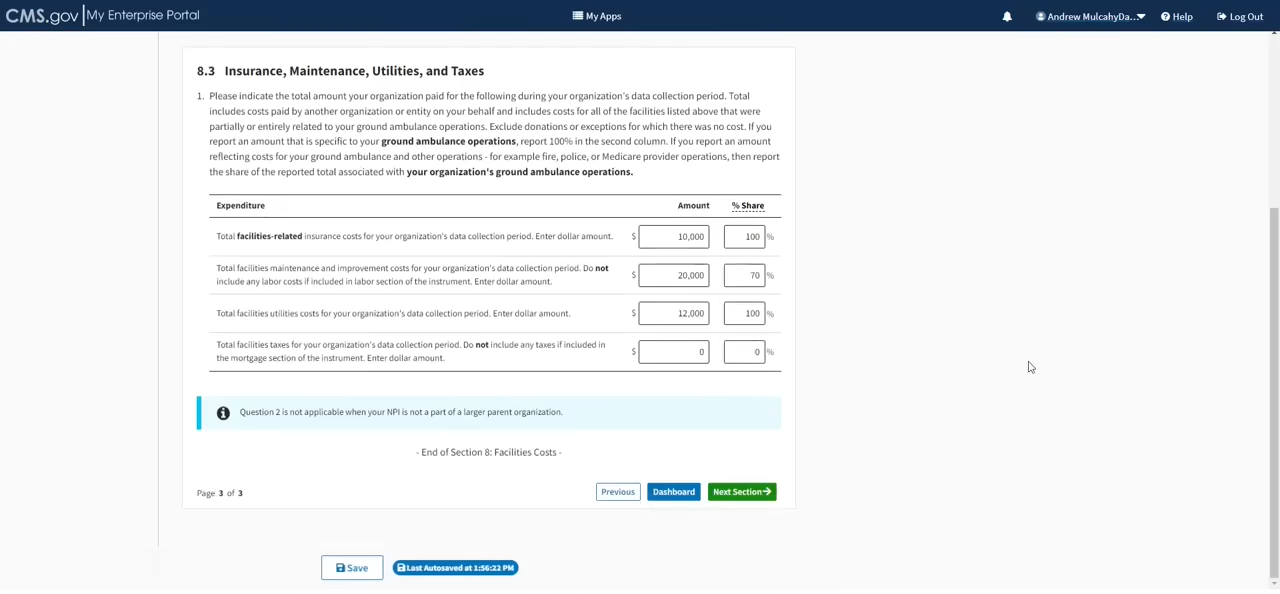 CMS.gov | My Enterprise Portal
My Apps
Andrew MulcahyDa...
Help
Log Out
8.3 Insurance, Maintenance, Utilities, and Taxes
1. Please indicate the total amount your organization paid for the following during your organization's data collection period. Total
includes costs paid by another organization or entity on your behalf and includes costs for all of the facilities listed above that were
partially or entirely related to your ground ambulance operations. Exclude donations or exceptions for which there was no cost. If you
report an amount that is specific to your ground ambulance operations, report 100% in the second column. If you report an amount
reflecting costs for your ground ambulance and other operations - for example fire, police, or Medicare provider operations, then report
the share of the reported total associated with your organization's ground ambulance operations.
Expenditure Amount % Share
Total facilities-related insurance costs for your organization's data collection period. Enter dollar amount. $ 10,000 100 %
Total facilities maintenance and improvement costs for your organization's data collection period. Do not
include any labor costs if included in labor section of the instrument. Enter dollar amount. $ 20,000 70 %
Total facilities utilities costs for your organization's data collection period. Enter dollar amount. $ 12,000 100 %
Total facilities taxes for your organization's data collection period. Do not include any taxes if included in
the mortgage section of the instrument. Enter dollar amount. $ 0 0 %
Question 2 is not applicable when your NPI is not a part of a larger parent organization.
- End of Section 8: Facilities Costs -
Page 3 of 3
Previous
Dashboard
Next Section
Save
Last Autosaved at 1:56:22 PM